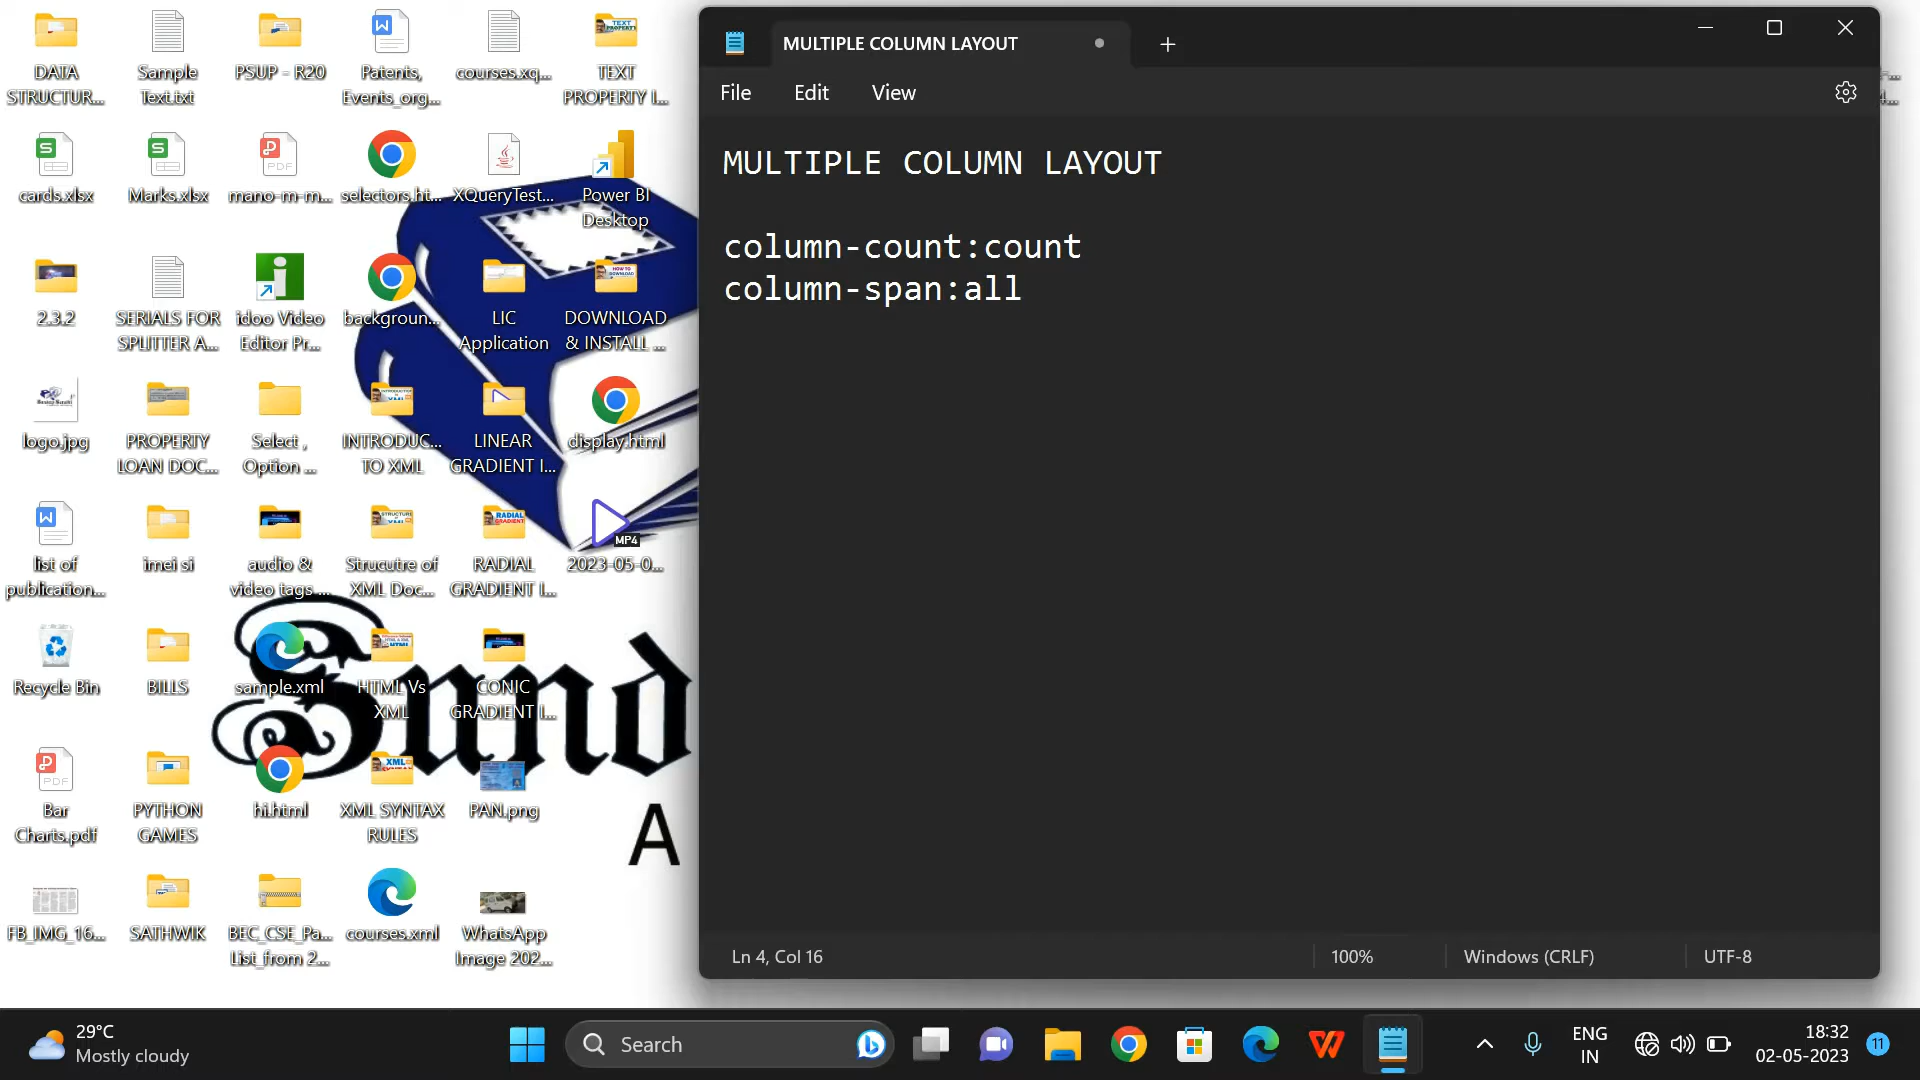 DATA
STRUCTUR...
Sample
Text.txt
PSUP - R20
Patents,
Events_org...
courses.xq...
TEXT
PROPERTY I...
cards.xlsx
Marks.xlsx
mano-m-m...
selectors.ht...
XQueryTest...
Power BI
Desktop
2.3.2
SERIALS FOR
SPLITTER A...
idoo Video
Editor Pr...
backgroun...
LIC
Application
DOWNLOAD
& INSTALL ...
logo.jpg
PROPERTY
LOAN DOC...
Select ,
Option ...
INTRODUC...
TO XML
LINEAR
GRADIENT I...
display.html
list of
publication...
imei si
audio &
video tags ...
Strucutre of
XML Doc...
RADIAL
GRADIENT I...
MP4
2023-05-0...
Recycle Bin
BILLS
sample.xml
HTML Vs
XML
CONIC
GRADIENT I...
Bar
Charts.pdf
PYTHON
GAMES
hi.html
XML SYNTAX
RULES
PAN.png
FB_IMG_16...
SATHWIK
BEC_CSE_Pa...
List_from 2...
courses.xml
WhatsApp
Image 202...
Sand
A
MULTIPLE COLUMN LAYOUT
File Edit View
MULTIPLE COLUMN LAYOUT
column-count:count
column-span:all
Ln 4, Col 16
100%
Windows (CRLF)
UTF-8
29°C
Mostly cloudy
Search
ENG
IN
18:32
02-05-2023
11